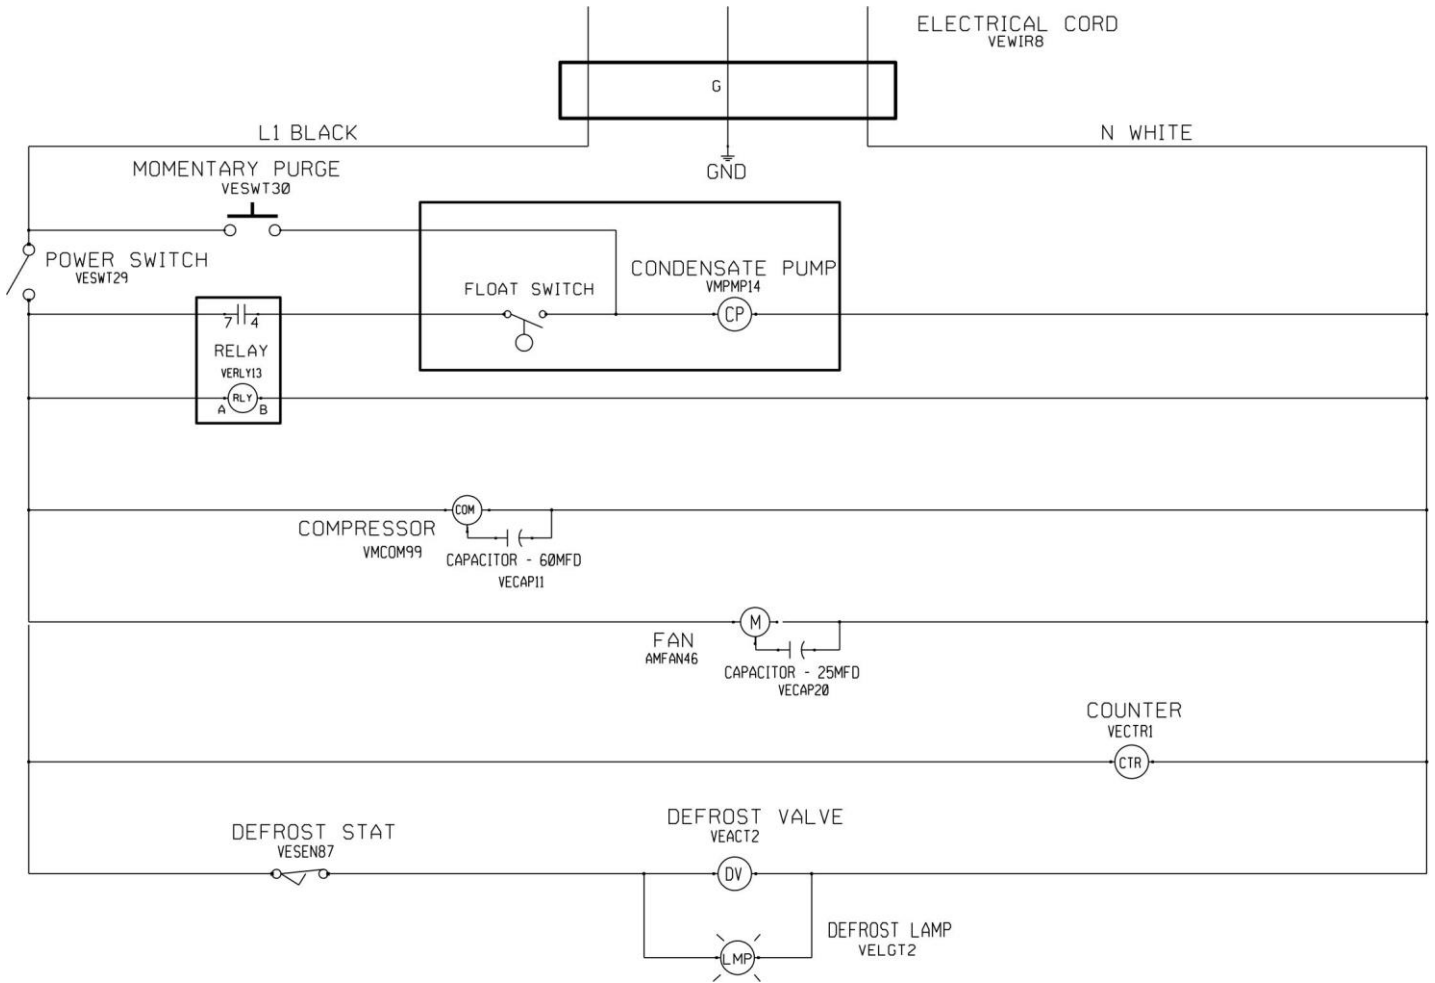 ELECTRICAL CORD
VEWIR8
G
L1 BLACK
N WHITE
GND
MOMENTARY PURGE
VESWT30
POWER SWITCH
VESWT29
CONDENSATE PUMP
VMPMP14
FLOAT SWITCH
CP
7 4
RELAY
VERLY13
RLY
A B
COM
COMPRESSOR
VMCOM99
CAPACITOR - 60MFD
VECAP11
M
FAN
AMFAN46
CAPACITOR - 25MFD
VECAP20
COUNTER
VECTR1
CTR
DEFROST VALVE
VEACT2
DEFROST STAT
VESEN87
DV
DEFROST LAMP
VELGT2
LMP